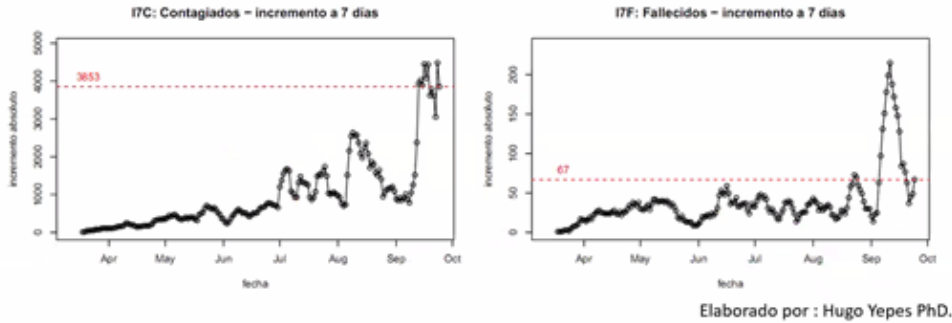 I7C: Contagiados − incremento a 7 días
incremento absoluto
5000
4000
3000
2000
1000
0
3853
Apr May Jun Jul Aug Sep Oct
fecha
I7F: Fallecidos − incremento a 7 días
incremento absoluto
200
150
100
50
0
67
Apr May Jun Jul Aug Sep Oct
fecha
Elaborado por : Hugo Yepes PhD.